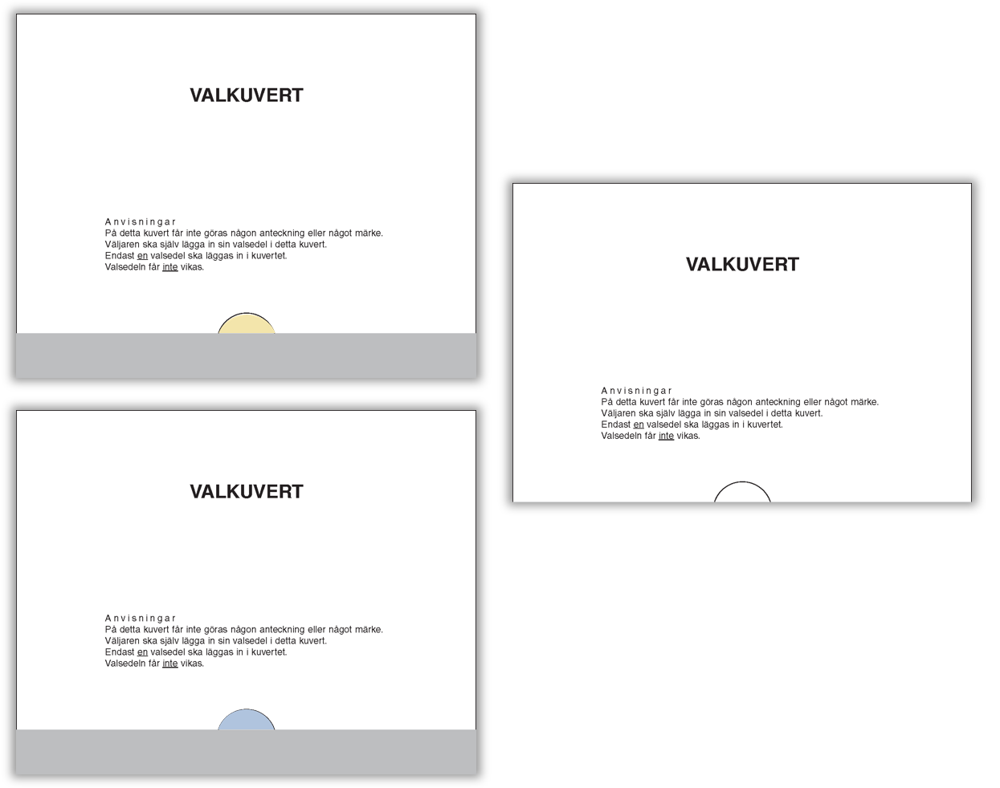 VALKUVERT
Anvisningar
På detta kuvert får inte göras någon anteckning eller något märke.
Väljaren ska själv lägga in sin valsedel i detta kuvert.
Endast en valsedel ska läggas in i kuvertet.
Valsedeln får inte vikas.
VALKUVERT
Anvisningar
På detta kuvert får inte göras någon anteckning eller något märke.
Väljaren ska själv lägga in sin valsedel i detta kuvert.
Endast en valsedel ska läggas in i kuvertet.
Valsedeln får inte vikas.
VALKUVERT
Anvisningar
På detta kuvert får inte göras någon anteckning eller något märke.
Väljaren ska själv lägga in sin valsedel i detta kuvert.
Endast en valsedel ska läggas in i kuvertet.
Valsedeln får inte vikas.